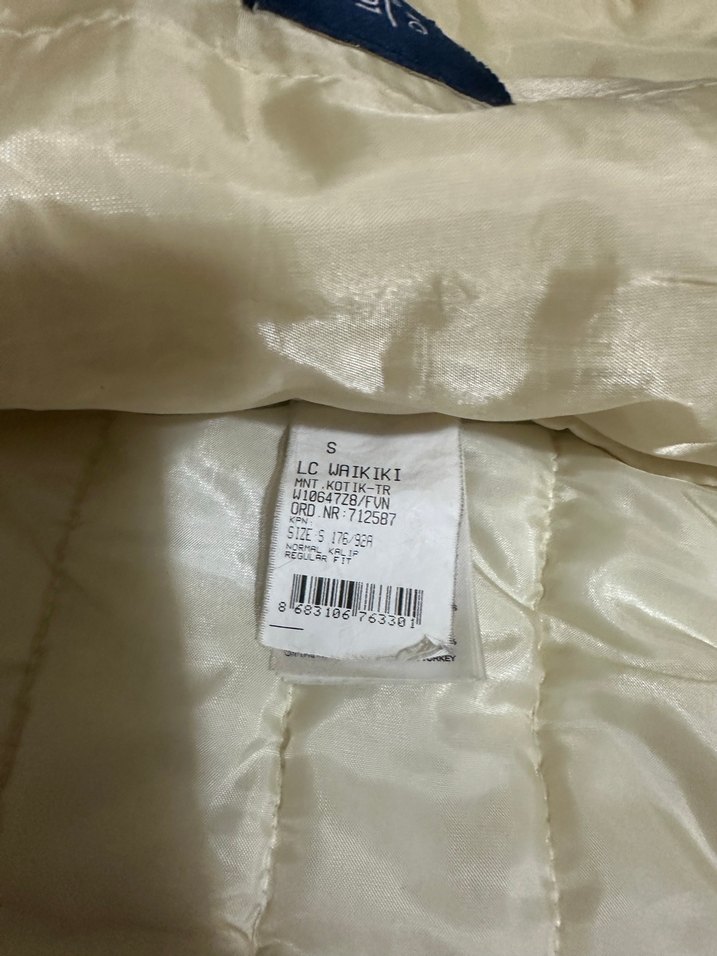 S
LC WAIKIKI
MNT.KOTIK-TR
W10647Z8/FVN
ORD.NR:712587
KPN:
SIZE:S 176/92A
NORMAL KALIP
REGULAR FIT
8 683106 763301
TURKEY